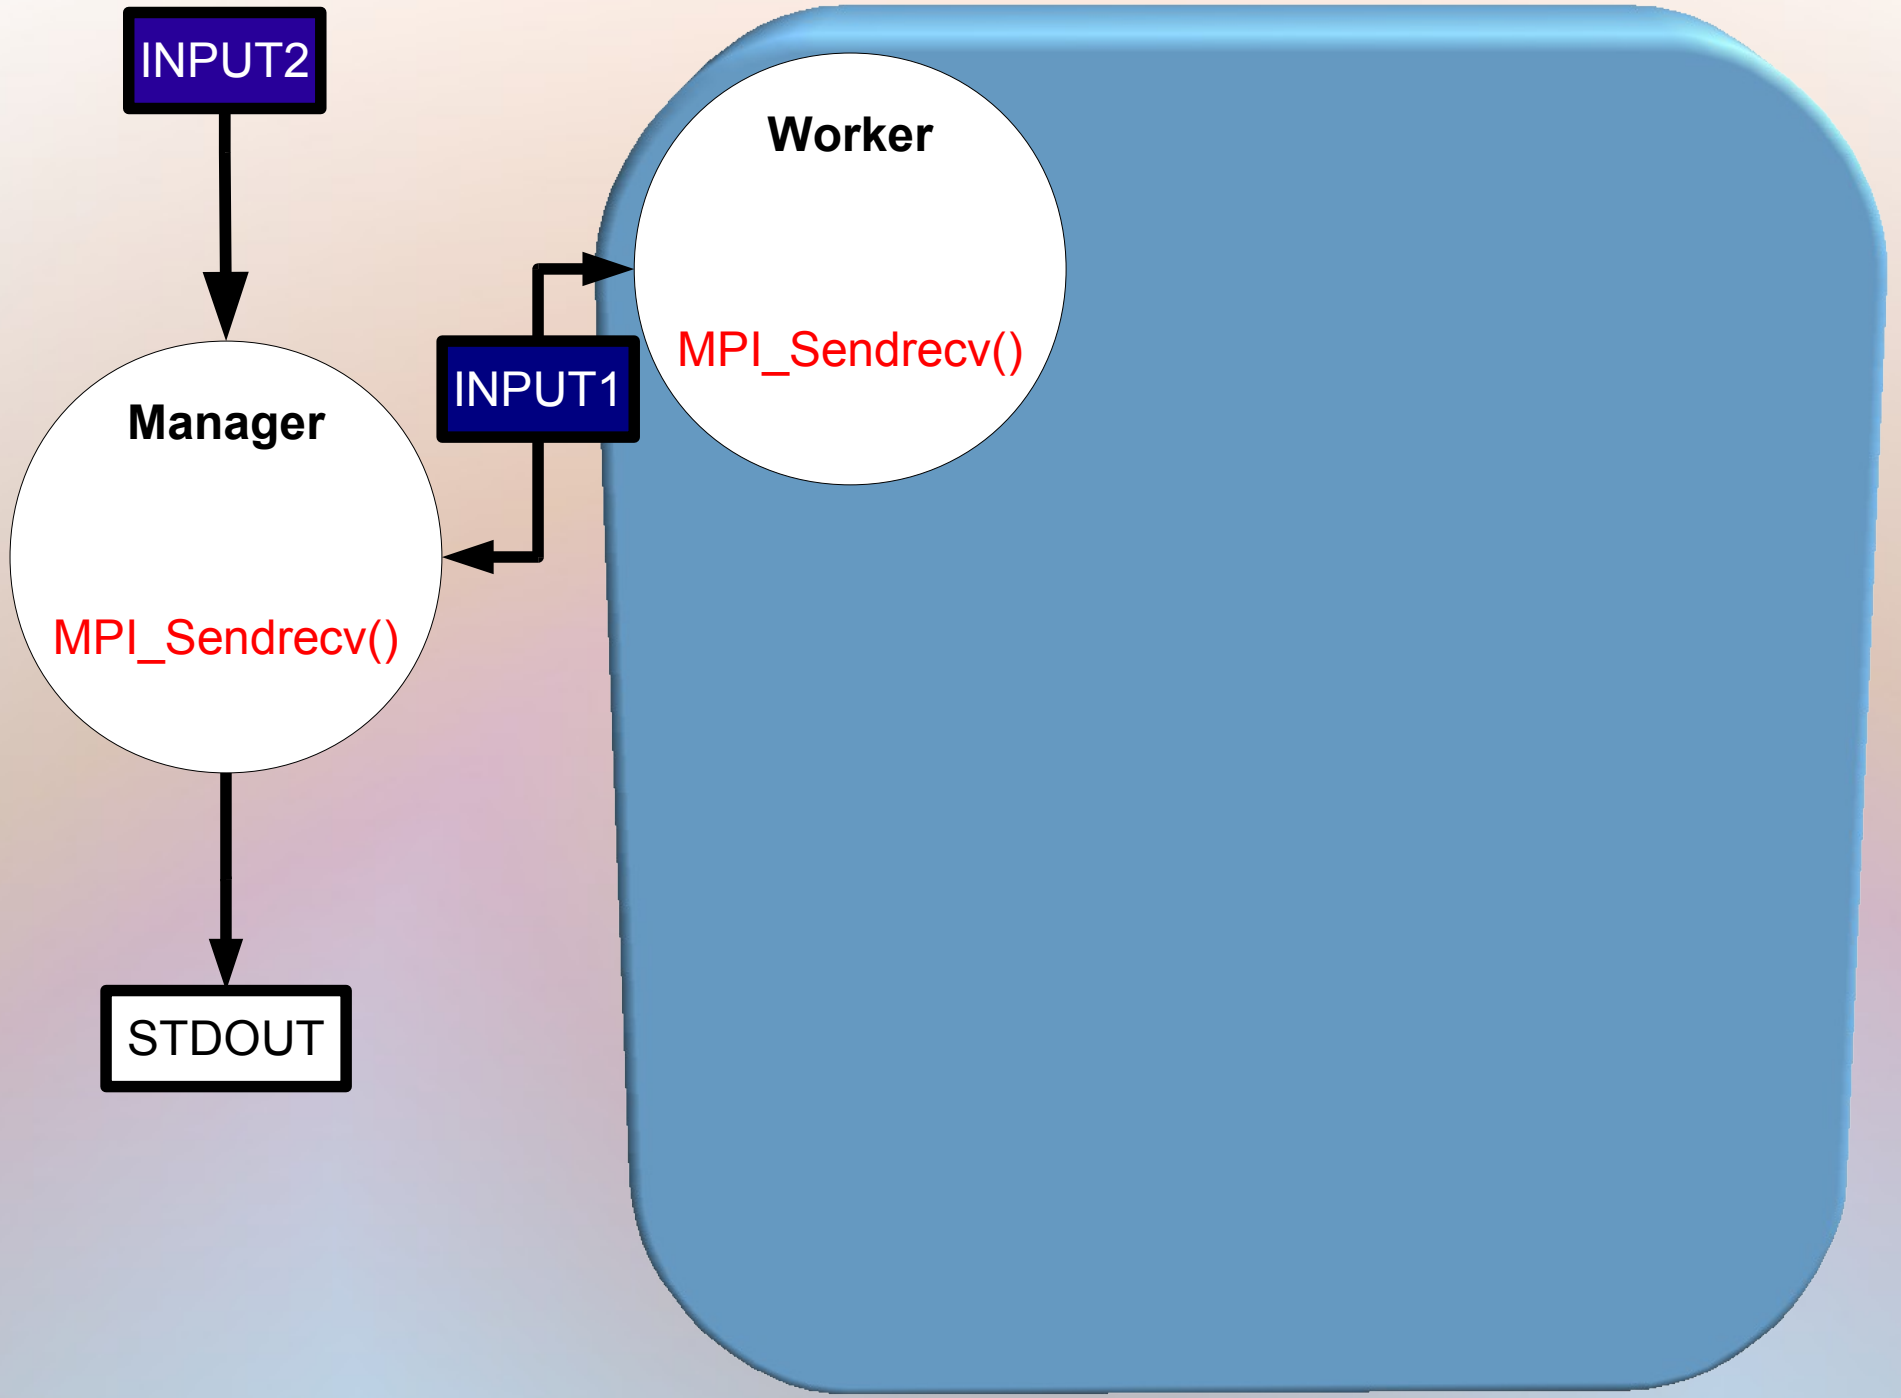 INPUT2
Worker
MPI_Sendrecv()
INPUT1
Manager
MPI_Sendrecv()
STDOUT